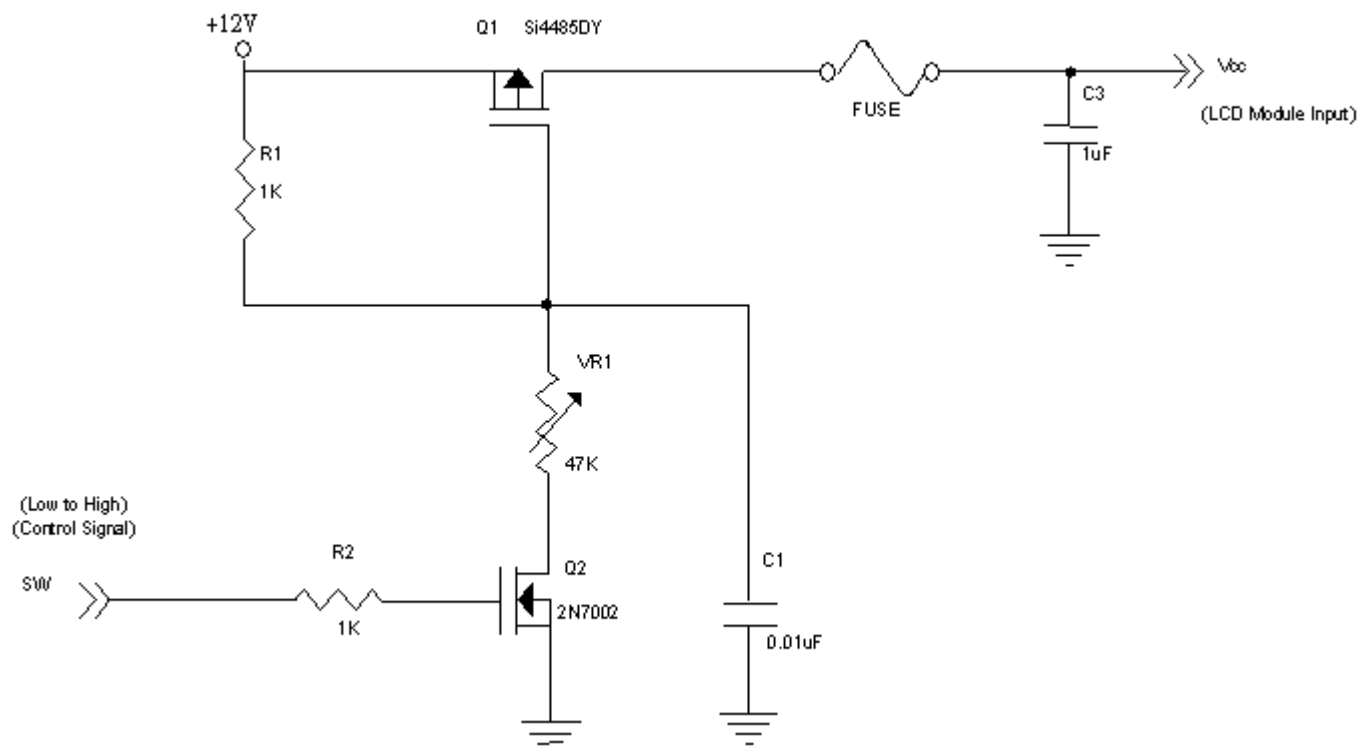 +12V
Q1 Si4485DY
Vcc
C3
FUSE
(LCD Module Input)
R1
1uF
1K
VR1
47K
(Low to High)
(Control Signal)
R2
Q2
C1
SW
2N7002
1K
0.01uF